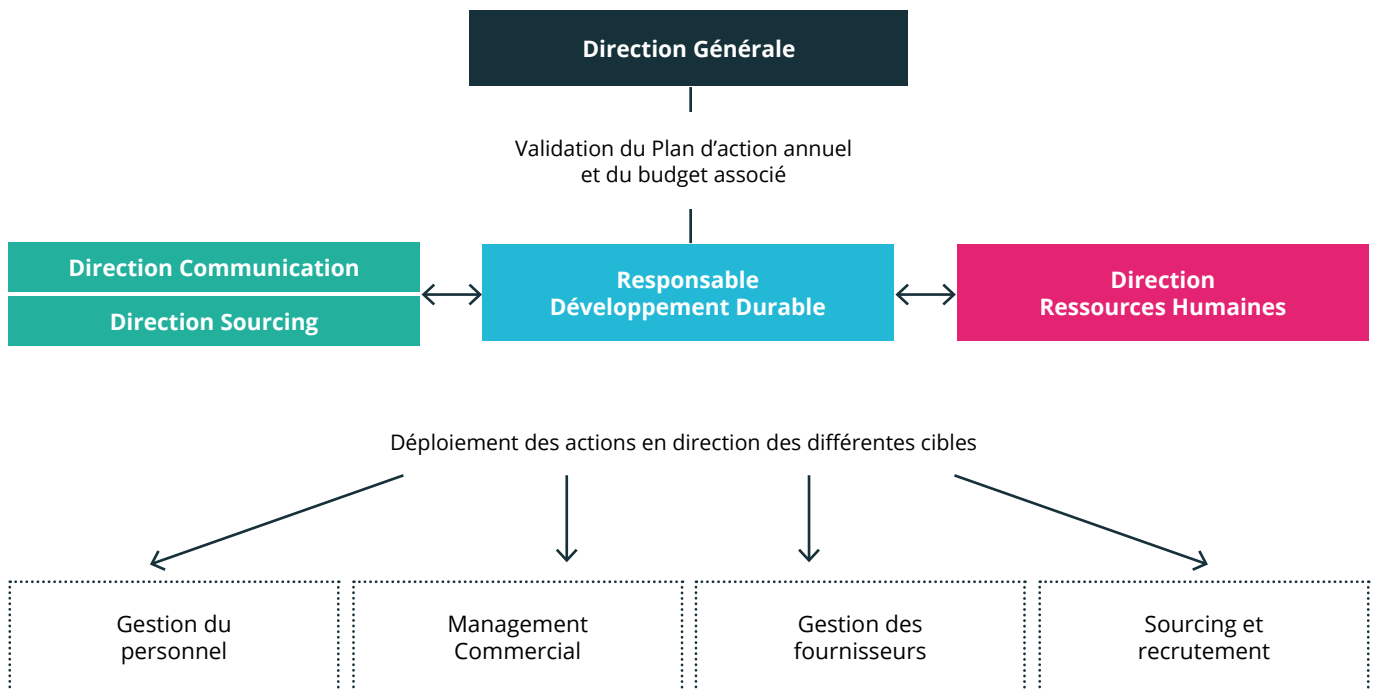 Direction Générale
Validation du Plan d’action annuel
et du budget associé
Direction Communication
Direction Sourcing
Responsable
Développement Durable
Direction
Ressources Humaines
Déploiement des actions en direction des différentes cibles
Gestion du
personnel
Management
Commercial
Gestion des
fournisseurs
Sourcing et
recrutement